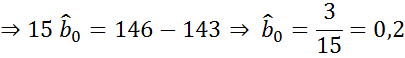 ⇒ 15 b̂₀ = 146 − 143 ⇒ b̂₀ = 3/15 = 0,2